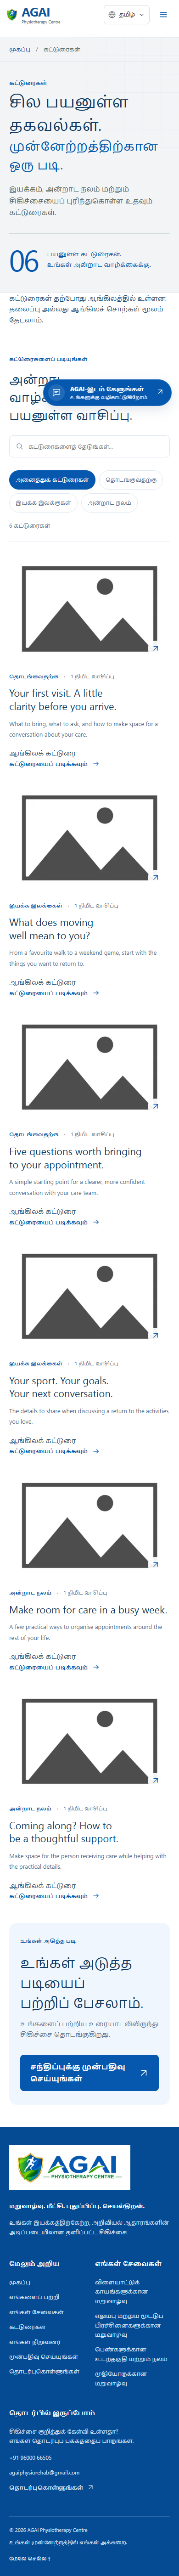 AGAI
Physiotherapy Centre
தமிழ்
முகப்பு / கட்டுரைகள்
கட்டுரைகள்
சில பயனுள்ள
தகவல்கள்.
முன்னேற்றத்திற்கான
ஒரு படி.
இயக்கம், அன்றாட நலம் மற்றும்
சிகிச்சையைப் புரிந்துகொள்ள உதவும்
கட்டுரைகள்.
06
பயனுள்ள கட்டுரைகள்.
உங்கள் அன்றாட வாழ்க்கைக்கு.
கட்டுரைகள் தற்போது ஆங்கிலத்தில் உள்ளன.
தலைப்பு அல்லது ஆங்கிலச் சொற்கள் மூலம்
தேடலாம்.
கட்டுரைகளைப் படியுங்கள்
அன்றாட
AGAI-இடம் கேளுங்கள்
உங்களுக்கு வழிகாட்டுகிறோம்
பயனுள்ள வாசிப்பு.
கட்டுரைகளைத் தேடுங்கள்...
அனைத்துக் கட்டுரைகள்
தொடங்குவதற்கு
இயக்க இலக்குகள்
அன்றாட நலம்
6 கட்டுரைகள்
தொடங்குவதற்கு · 1 நிமிட வாசிப்பு
Your first visit. A little
clarity before you arrive.
What to bring, what to ask, and how to make space for a
conversation about your care.
ஆங்கிலக் கட்டுரை
கட்டுரையைப் படிக்கவும் →
இயக்க இலக்குகள் · 1 நிமிட வாசிப்பு
What does moving
well mean to you?
From a favourite walk to a weekend game, start with the
things you want to return to.
ஆங்கிலக் கட்டுரை
கட்டுரையைப் படிக்கவும் →
தொடங்குவதற்கு · 1 நிமிட வாசிப்பு
Five questions worth bringing
to your appointment.
A simple starting point for a clearer, more confident
conversation with your care team.
ஆங்கிலக் கட்டுரை
கட்டுரையைப் படிக்கவும் →
இயக்க இலக்குகள் · 1 நிமிட வாசிப்பு
Your sport. Your goals.
Your next conversation.
The details to share when discussing a return to the activities
you love.
ஆங்கிலக் கட்டுரை
கட்டுரையைப் படிக்கவும் →
அன்றாட நலம் · 1 நிமிட வாசிப்பு
Make room for care in a busy week.
A few practical ways to organise appointments around the
rest of your life.
ஆங்கிலக் கட்டுரை
கட்டுரையைப் படிக்கவும் →
அன்றாட நலம் · 1 நிமிட வாசிப்பு
Coming along? How to
be a thoughtful support.
Make space for the person receiving care while helping with
the practical details.
ஆங்கிலக் கட்டுரை
கட்டுரையைப் படிக்கவும் →
உங்கள் அடுத்த படி
உங்கள் அடுத்த
படியைப்
பற்றிப் பேசலாம்.
உங்களைப் பற்றிய உரையாடலிலிருந்து
சிகிச்சை தொடங்குகிறது.
சந்திப்புக்கு முன்பதிவு
செய்யுங்கள்
AGAI
PHYSIOTHERAPY CENTRE
மறுவாழ்வு. மீட்சி. புதுப்பிப்பு. செயல்திறன்.
உங்கள் இயக்கத்திற்கேற்ற, அறிவியல் ஆதாரங்களின்
அடிப்படையிலான தனிப்பட்ட சிகிச்சை.
மேலும் அறிய
முகப்பு
எங்களைப் பற்றி
எங்கள் சேவைகள்
கட்டுரைகள்
எங்கள் நிறுவனர்
முன்பதிவு செய்யுங்கள்
தொடர்புகொள்ளுங்கள்
எங்கள் சேவைகள்
விளையாட்டுக்
காயங்களுக்கான
மறுவாழ்வு
எலும்பு மற்றும் மூட்டுப்
பிரச்சினைகளுக்கான
மறுவாழ்வு
பெண்களுக்கான
உடற்தகுதி மற்றும் நலம்
முதியோருக்கான
மறுவாழ்வு
தொடர்பில் இருப்போம்
சிகிச்சை குறித்துக் கேள்வி உள்ளதா?
எங்கள் தொடர்புப் பக்கத்தைப் பாருங்கள்.
+91 96000 66505
agaiphysiorehab@gmail.com
தொடர்புகொள்ளுங்கள்
© 2026 AGAI Physiotherapy Centre
உங்கள் முன்னேற்றத்தில் எங்கள் அக்கறை.
மேலே செல்ல ↑